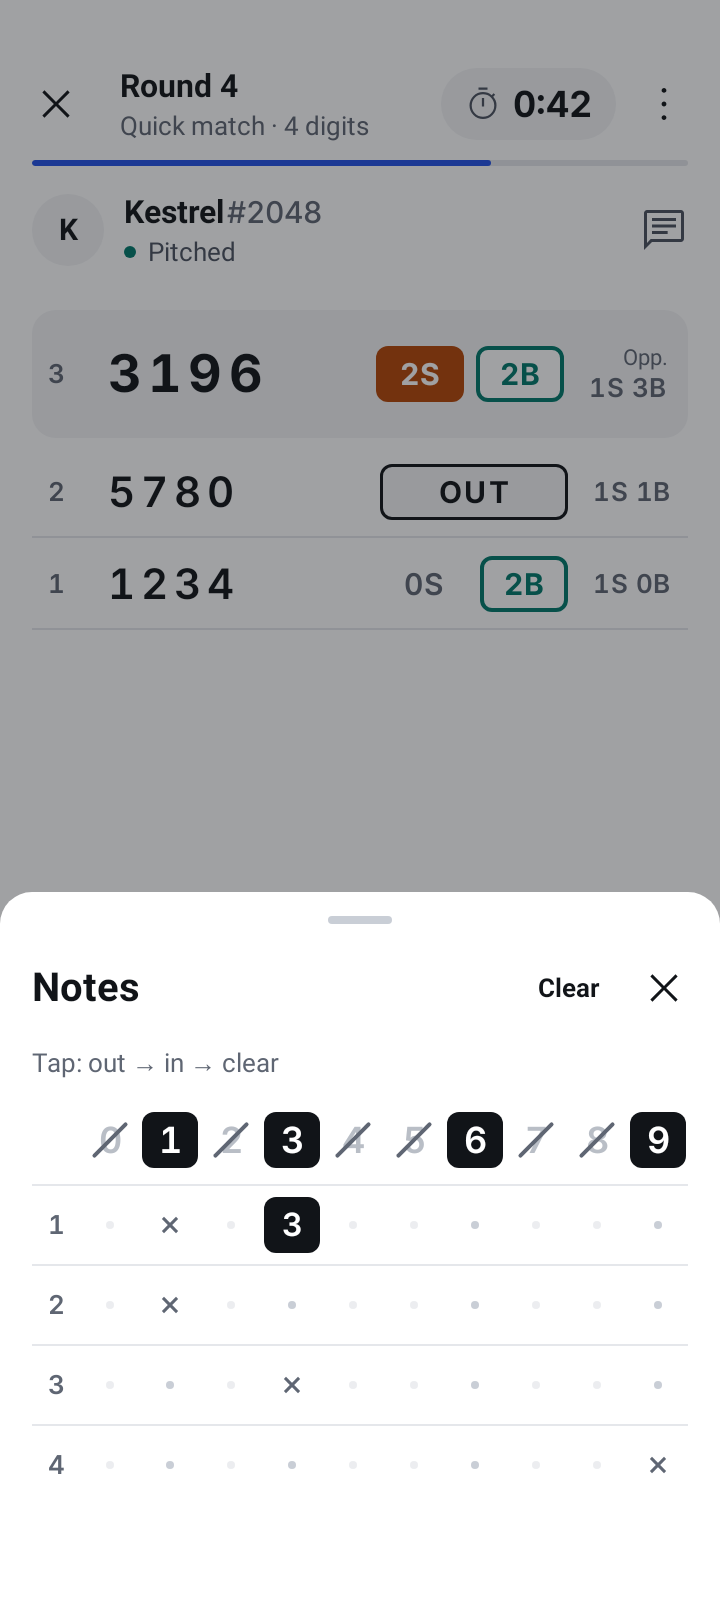 Round 4
Quick match · 4 digits
0:42
K
Kestrel#2048
Pitched
3 3196 2S 2B Opp. 1S 3B
2 5780 OUT 1S 1B
1 1234 0S 2B 1S 0B
Notes
Clear
Tap: out → in → clear
0 1 2 3 4 5 6 7 8 9
1 × 3
2 ×
3 ×
4 ×